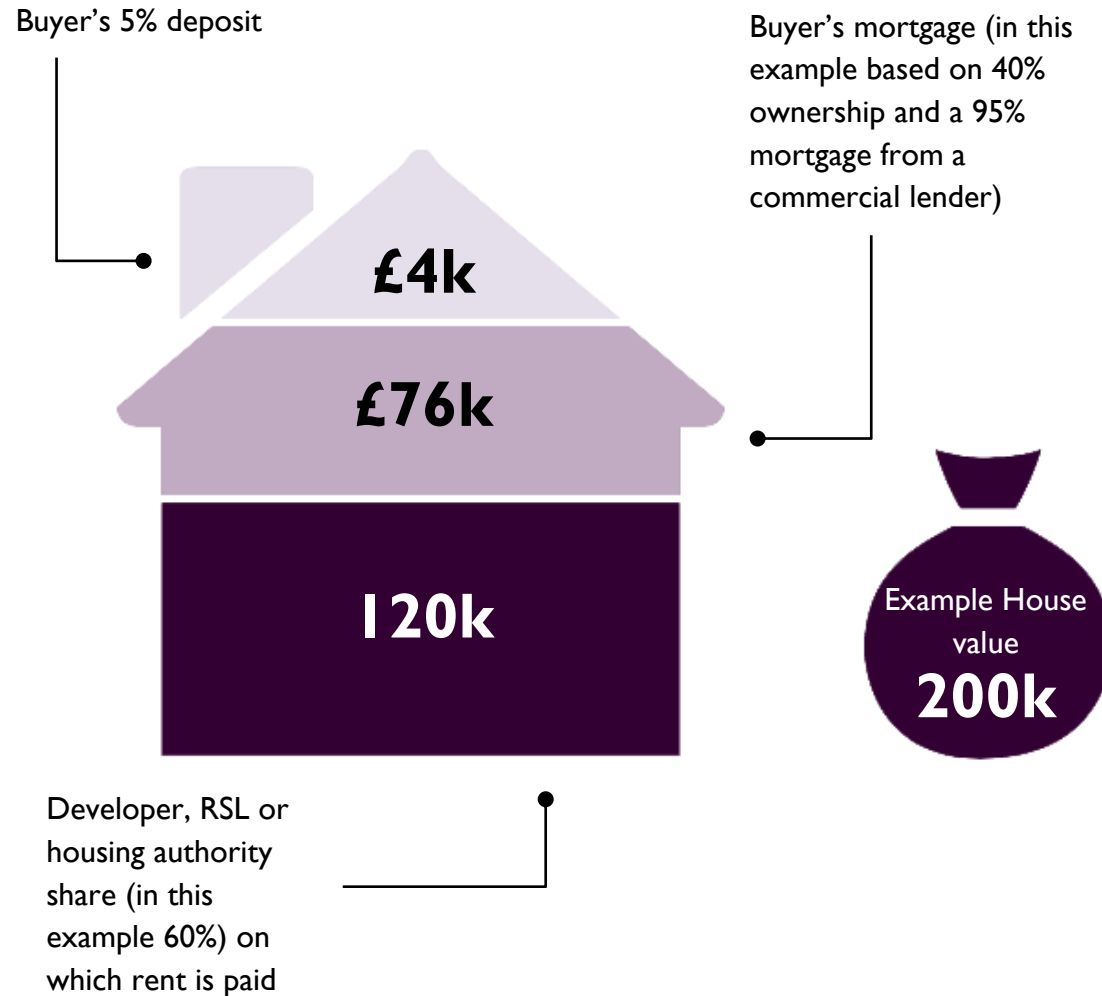 Buyer's 5% deposit
Buyer's mortgage (in this
example based on 40%
ownership and a 95%
mortgage from a
commercial lender)
£4k
£76k
120k
Example House
value
200k
Developer, RSL or
housing authority
share (in this
example 60%) on
which rent is paid